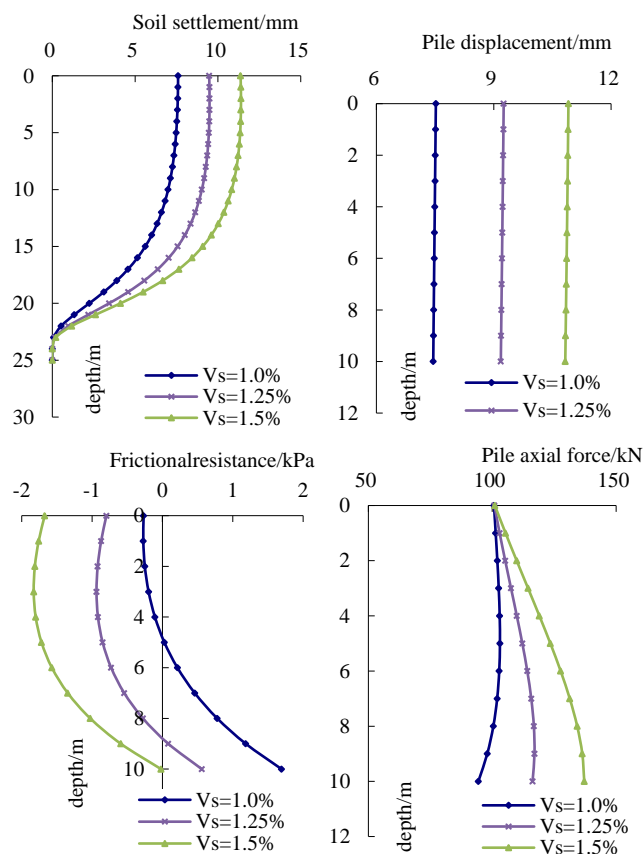 Soil settlement/mm
0 5 10 15
0
5
10
15
20
25
30
depth/m
Vs=1.0%
Vs=1.25%
Vs=1.5%
Pile displacement/mm
6 9 12
0
2
4
6
8
10
12
depth/m
Vs=1.0%
Vs=1.25%
Frictionalresistance/kPa
-2 -1 0 1 2
0
2
4
6
8
10
depth/m
Vs=1.0%
Vs=1.25%
Vs=1.5%
Pile axial force/kN
50 100 150
0
2
4
6
8
10
12
depth/m
Vs=1.0%
Vs=1.25%
Vs=1.5%